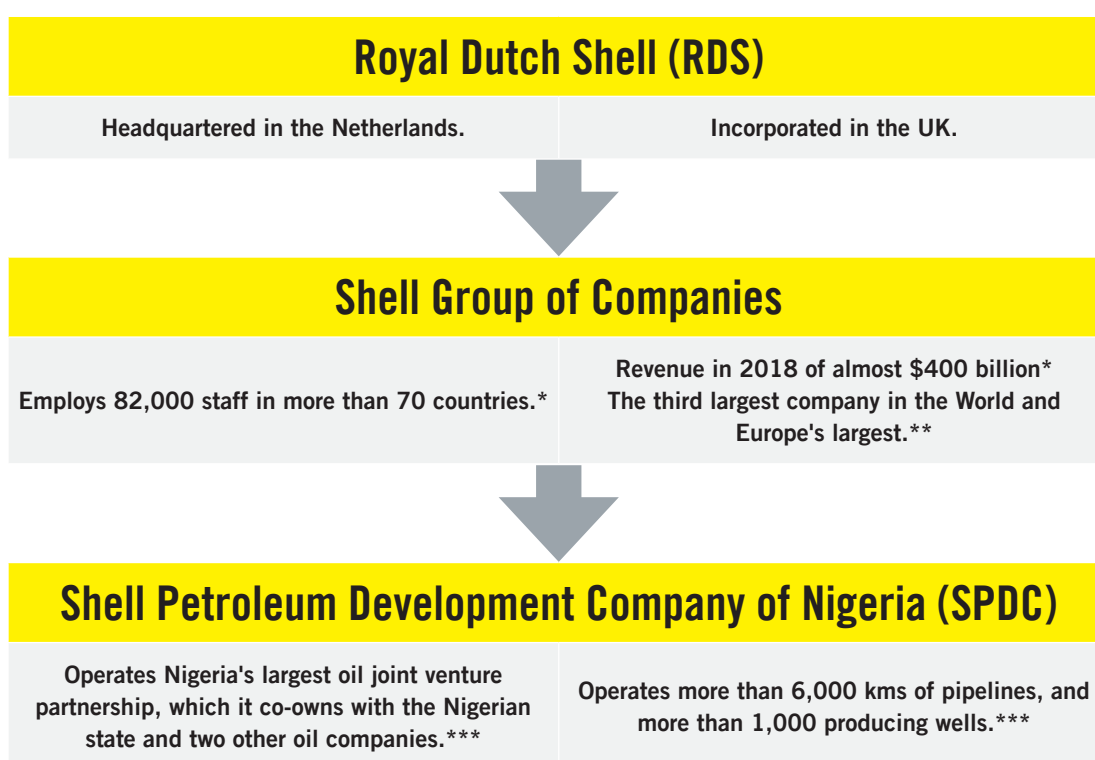 Royal Dutch Shell (RDS)
Headquartered in the Netherlands.
Incorporated in the UK.
Shell Group of Companies
Employs 82,000 staff in more than 70 countries.*
Revenue in 2018 of almost $400 billion*
The third largest company in the World and
Europe's largest.**
Shell Petroleum Development Company of Nigeria (SPDC)
Operates Nigeria's largest oil joint venture
partnership, which it co-owns with the Nigerian
state and two other oil companies.***
Operates more than 6,000 kms of pipelines, and
more than 1,000 producing wells.***